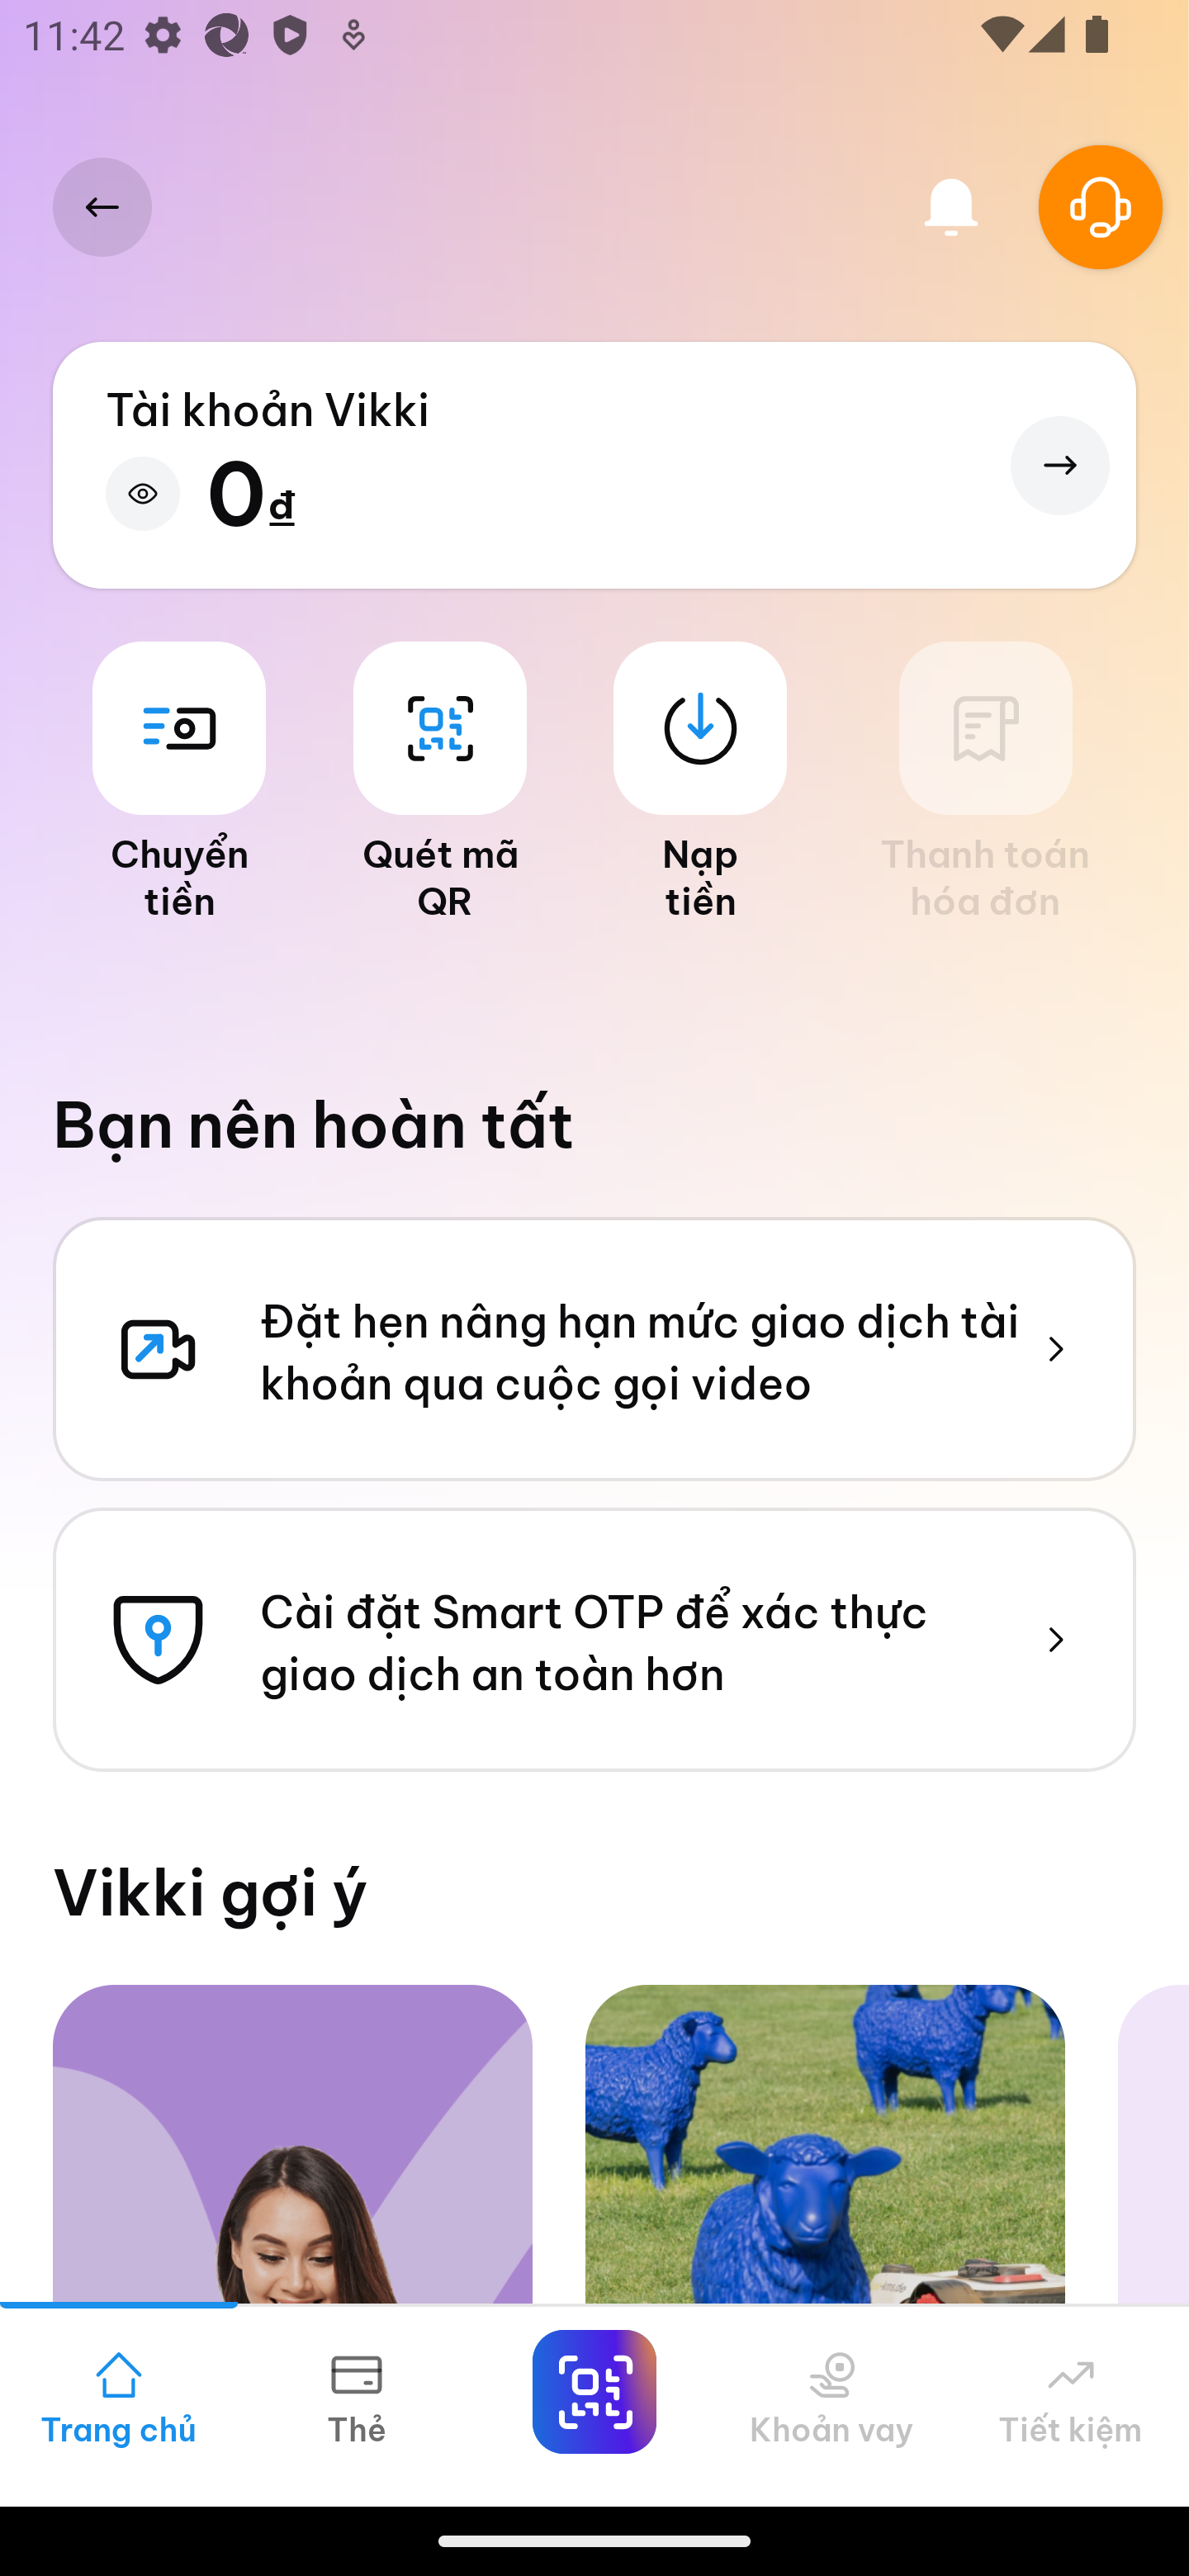 11:42
Tài khoản Vikki
0 đ
Chuyển
tiền
Quét mã
QR
Nạp
tiền
Thanh toán
hóa đơn
Bạn nên hoàn tất
Đặt hẹn nâng hạn mức giao dịch tài
khoản qua cuộc gọi video
Cài đặt Smart OTP để xác thực
giao dịch an toàn hơn
Vikki gợi ý
Trang chủ
Thẻ
Khoản vay
Tiết kiệm